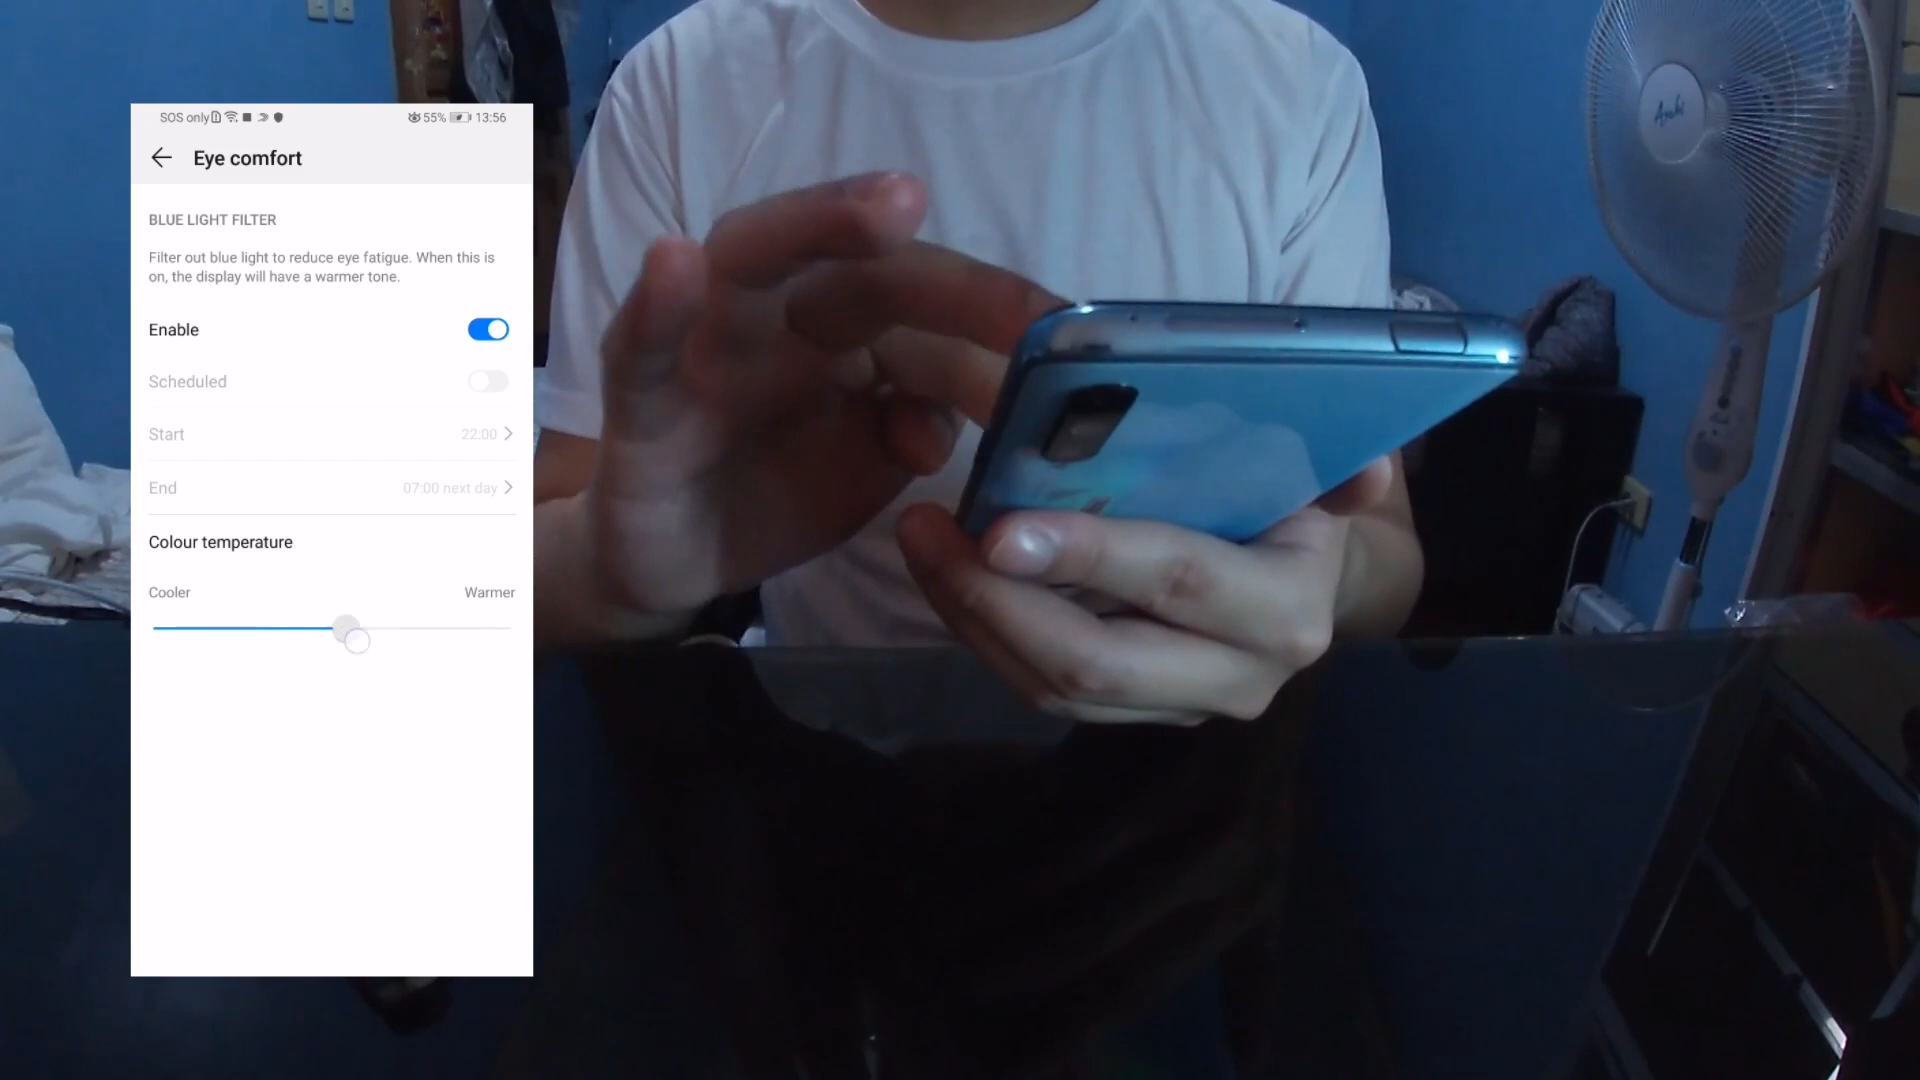 SOS only 55% 13:56
Eye comfort
BLUE LIGHT FILTER
Filter out blue light to reduce eye fatigue. When this is
on, the display will have a warmer tone.
Enable
Scheduled
Start 22:00
End 07:00 next day
Colour temperature
Cooler Warmer
Asahi